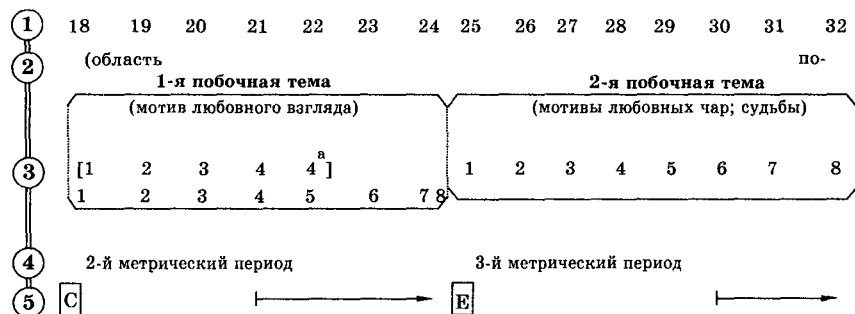 1 18 19 20 21 22 23 24 25 26 27 28 29 30 31 32
2 (область по-
1-я побочная тема 2-я побочная тема
(мотив любовного взгляда) (мотивы любовных чар; судьбы)
3 [1 2 3 4 4а] 1 2 3 4 5 6 7 8
1 2 3 4 5 6 7 8
4 2-й метрический период 3-й метрический период
5 C E